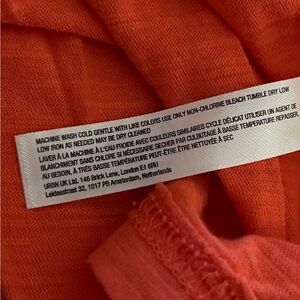 MACHINE WASH COLD GENTLE WITH LIKE COLORS USE ONLY NON-CHLORINE BLEACH TUMBLE DRY LOW
LOW IRON AS NEEDED MAY BE DRY CLEANED
LAVER À LA MACHINE À L'EAU FROIDE AVEC COULEURS SIMILAIRES CYCLE DÉLICAT UTILISER UN AGENT DE
BLANCHIMENT SANS CHLORE SI NÉCESSAIRE SÉCHER PAR CULBUTAGE À BASSE TEMPÉRATURE REPASSER,
AU BESOIN, À TRÈS BASSE TEMPÉRATURE PEUT-ÊTRE ÊTRE NETTOYÉ À SEC
URBN UK Ltd. 146 Brick Lane, London E1 6RU
Leidsestraat 32, 1017 PB Amsterdam, Netherlands